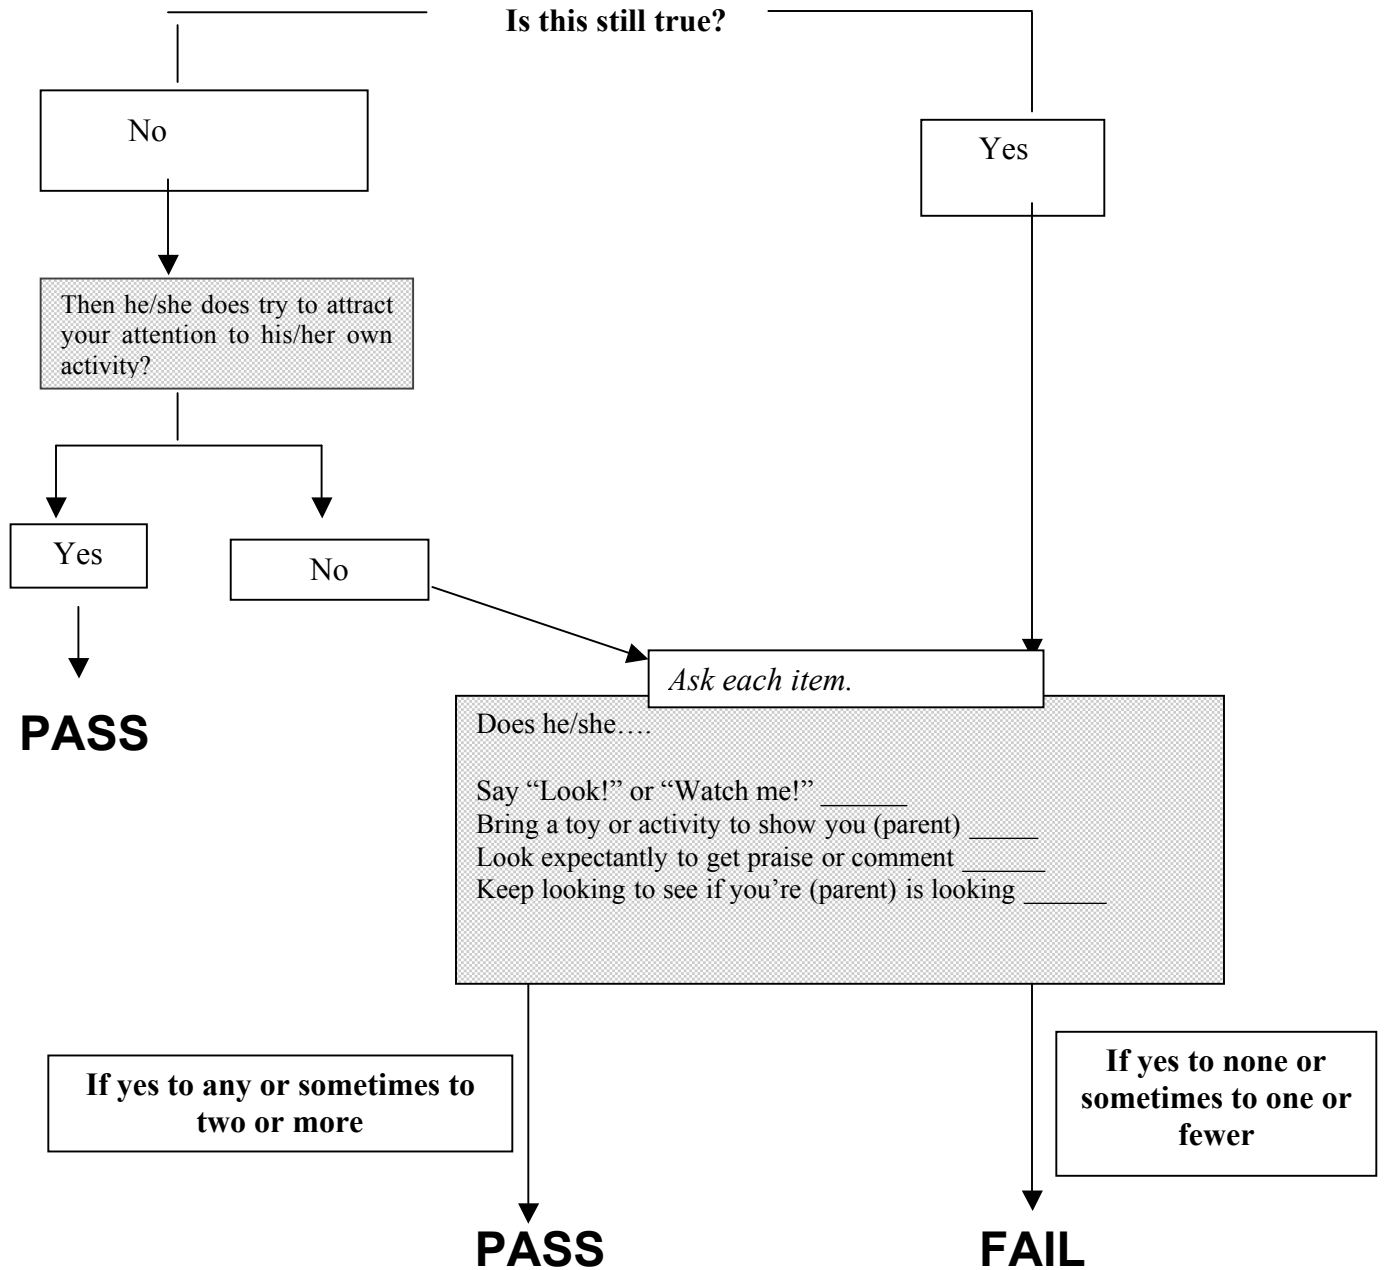 Is this still true?
No
Yes
Then he/she does try to attract
your attention to his/her own
activity?
Yes
No
PASS
Ask each item.
Does he/she….
Say “Look!” or “Watch me!” ______
Bring a toy or activity to show you (parent) _____
Look expectantly to get praise or comment ______
Keep looking to see if you’re (parent) is looking ______
If yes to any or sometimes to
two or more
If yes to none or
sometimes to one or
fewer
PASS
FAIL